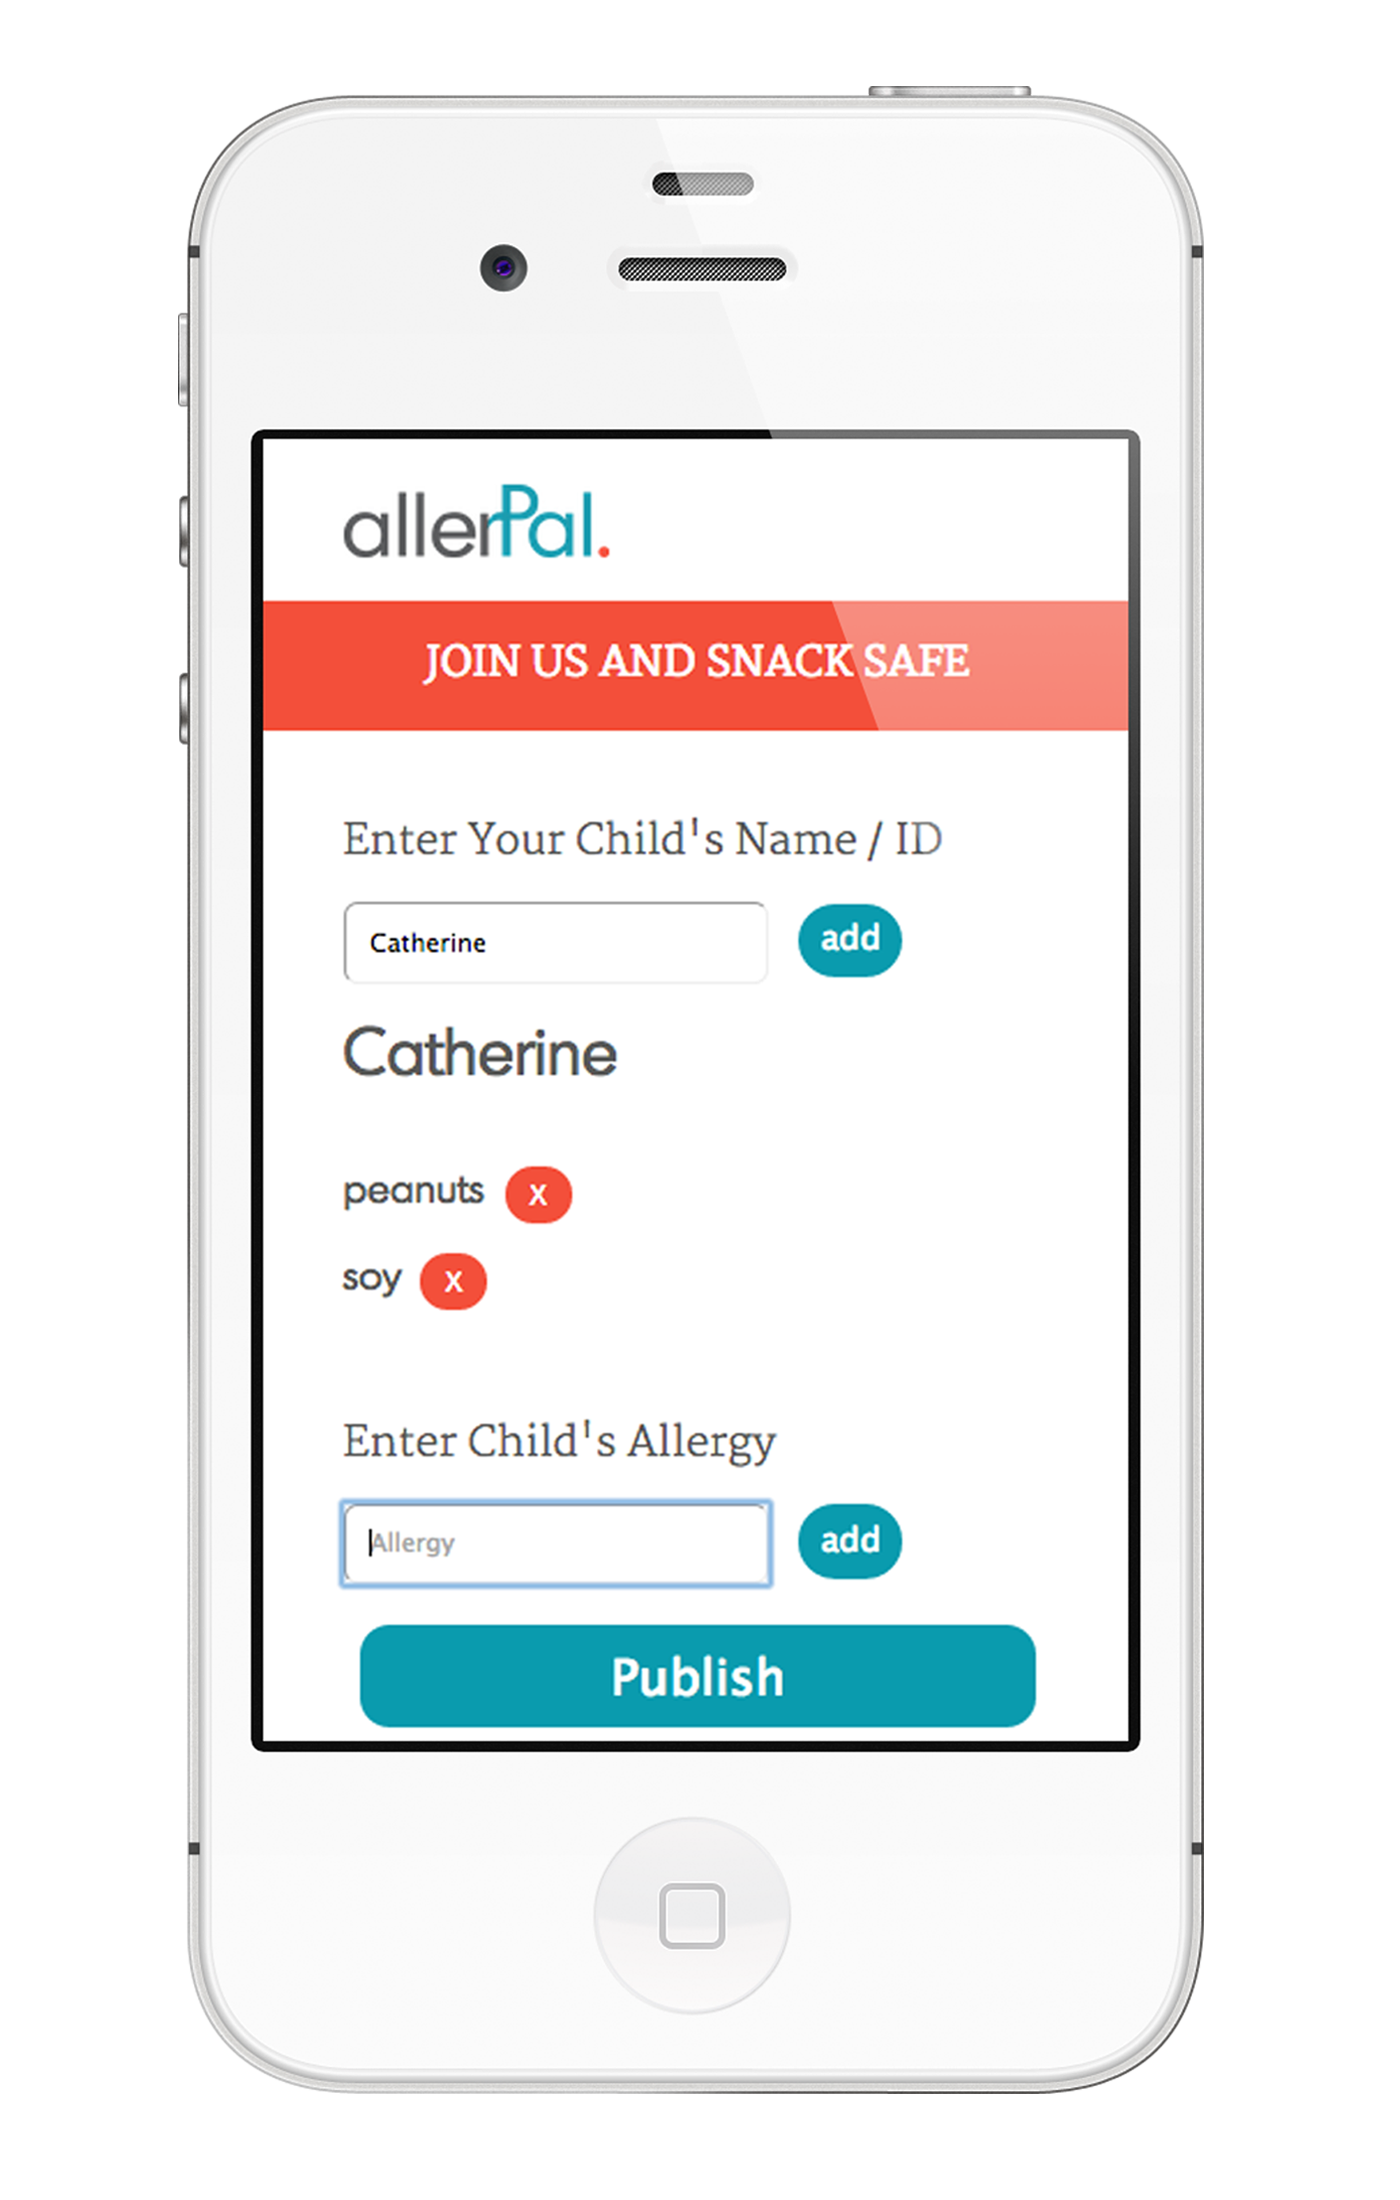 allerPal.
JOIN US AND SNACK SAFE
Enter Your Child's Name / ID
Catherine add
Catherine
peanuts x
soy x
Enter Child's Allergy
Allergy add
Publish